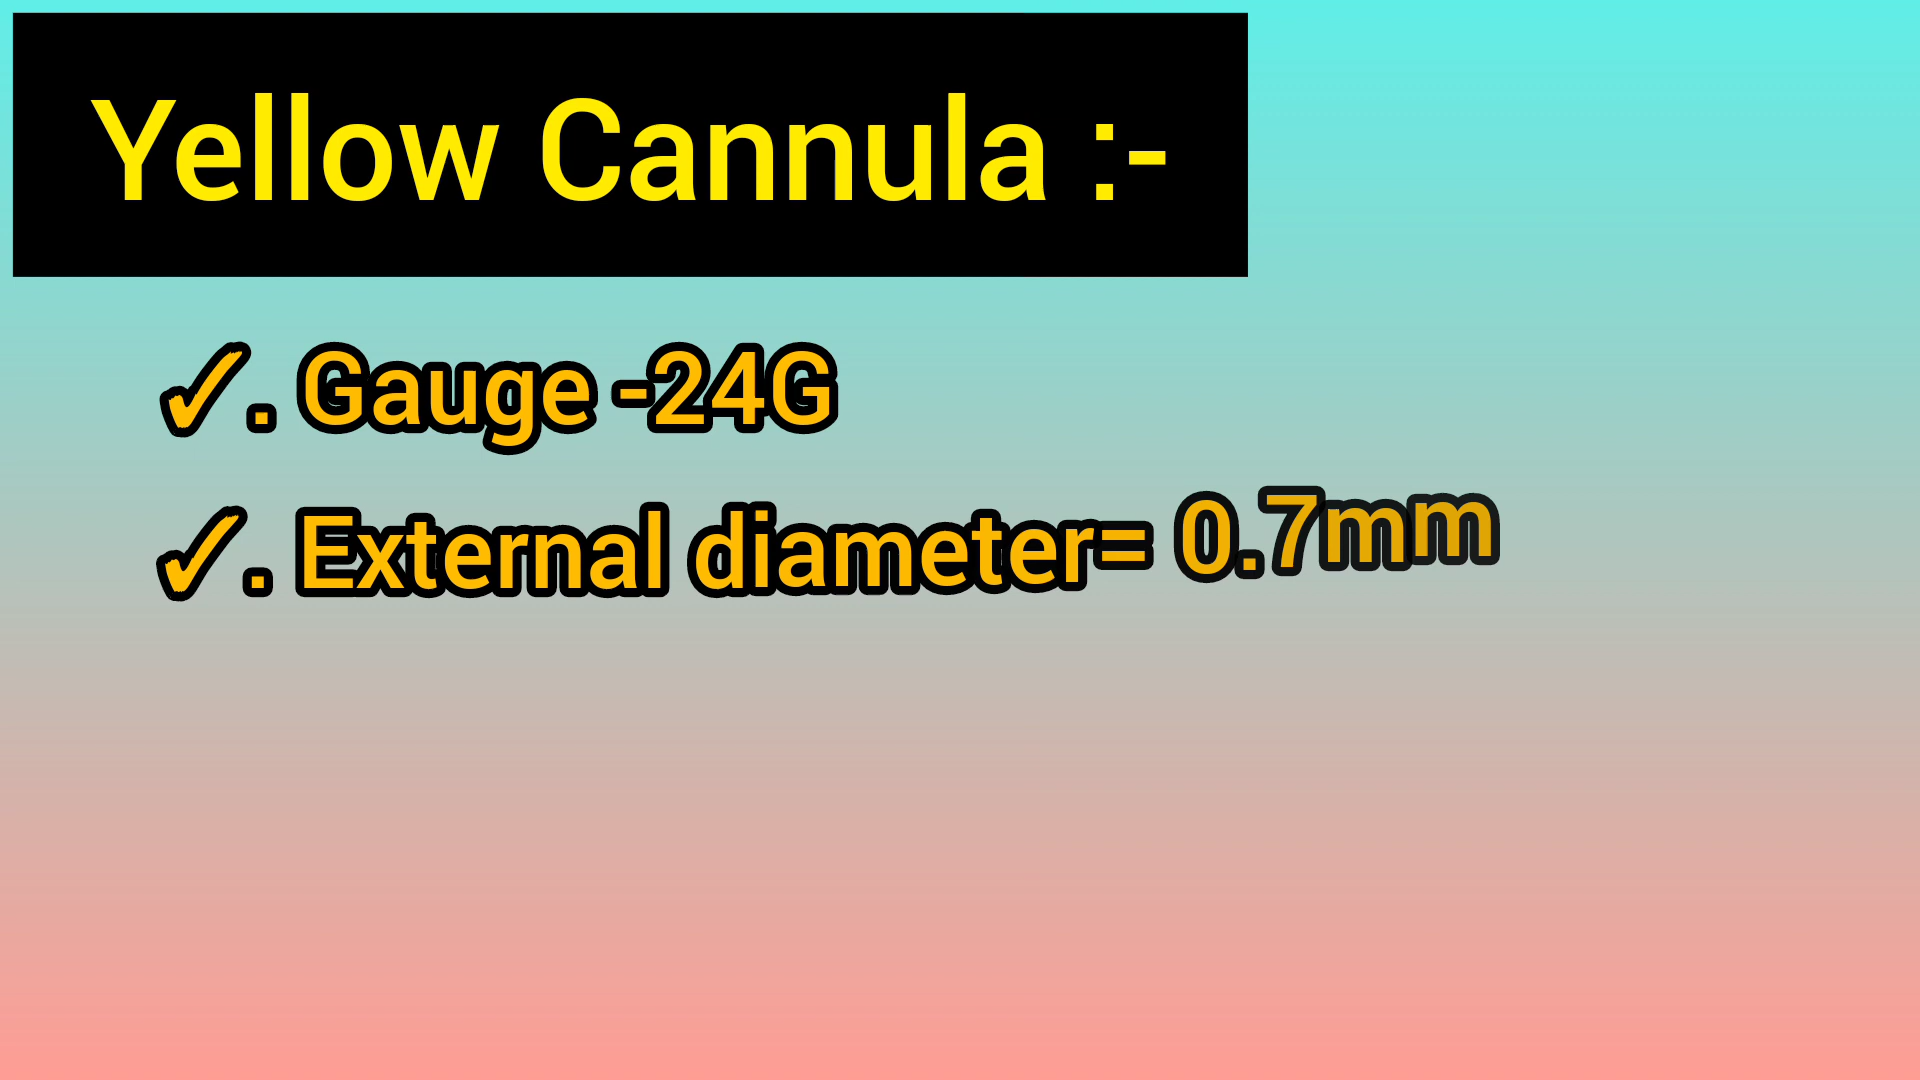 Yellow Cannula :-
✓. Gauge -24G
✓. External diameter= 0.7mm